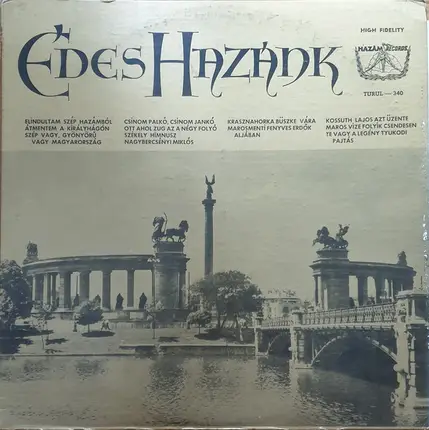 HIGH FIDELITY
ÉDES HAZÁNK
HAZÁM RECORDS
TURUL—340
ELINDULTAM SZÉP HAZÁMBÓL
ÁTMENTEM A KIRÁLYHÁGÓN
SZÉP VAGY, GYÖNYÖRŰ
VAGY MAGYARORSZÁG
CSÍNOM PALKÓ, CSÍNOM JANKÓ
OTT AHOL ZUG AZ A NÉGY FOLYÓ
SZÉKELY HIMNUSZ
NAGYBERCSÉNYI MIKLÓS
KRASZNAHORKA BÜSZKE VÁRA
MAROSMENTI FENYVES ERDŐK
ALJÁBAN
KOSSUTH LAJOS AZT ÜZENTE
MAROS VIZE FOLYIK CSENDESEN
TE VAGY A LEGÉNY TYUKODI
PAJTÁS